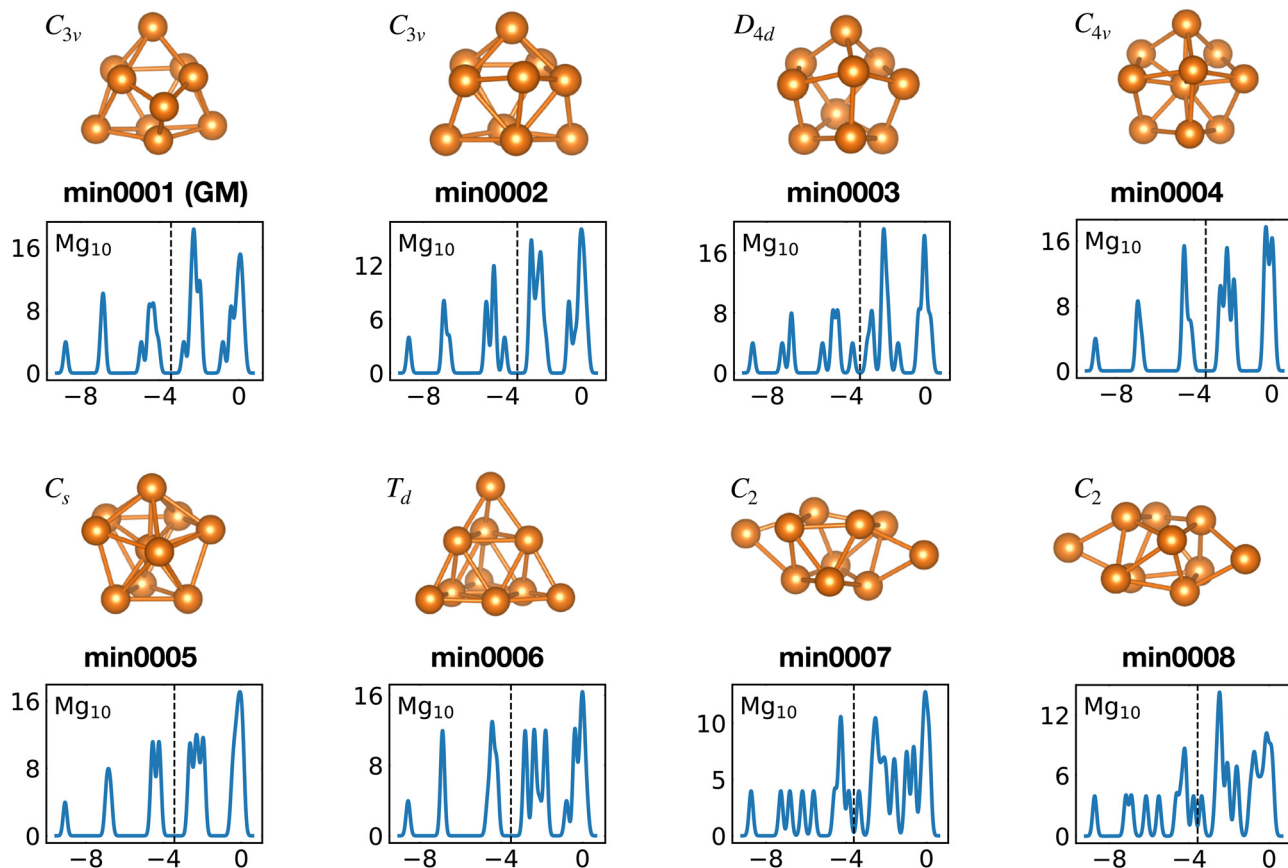 C3v
C3v
D4d
C4v
min0001 (GM)
min0002
min0003
min0004
Mg10
16
8
0
−8 −4 0
Mg10
12
6
0
−8 −4 0
Mg10
16
8
0
−8 −4 0
Mg10
16
8
0
−8 −4 0
Cs
Td
C2
C2
min0005
min0006
min0007
min0008
Mg10
16
8
0
−8 −4 0
Mg10
16
8
0
−8 −4 0
Mg10
10
5
0
−8 −4 0
Mg10
12
6
0
−8 −4 0